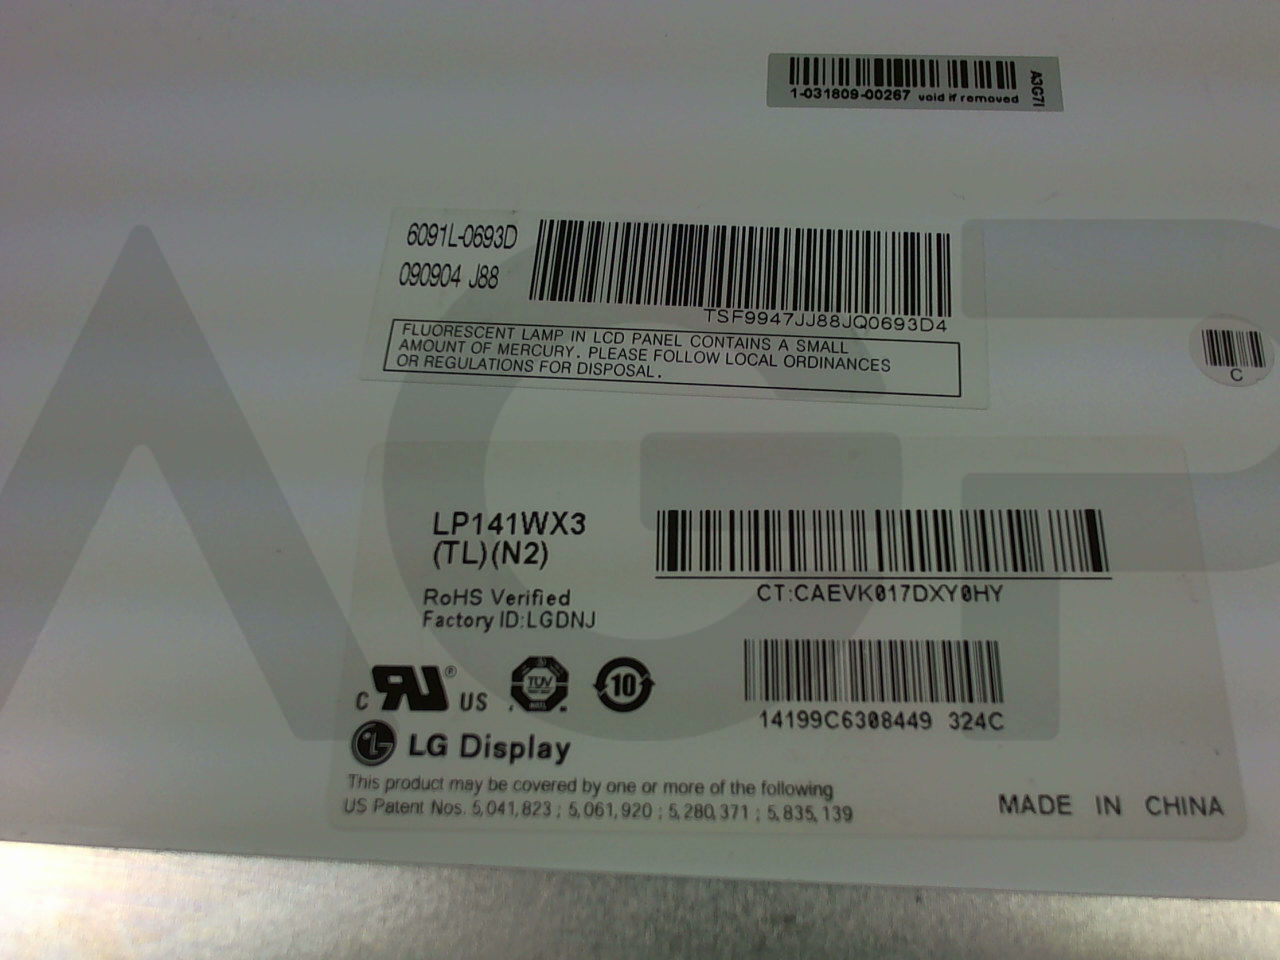 1-031809-00267 void if removed
A3G7I
6091L-0693D
090904 J88
TSF9947JJ88JQ0693D4
FLUORESCENT LAMP IN LCD PANEL CONTAINS A SMALL
AMOUNT OF MERCURY. PLEASE FOLLOW LOCAL ORDINANCES
OR REGULATIONS FOR DISPOSAL.
C
AGP
LP141WX3
(TL)(N2)
RoHS Verified
Factory ID:LGDNJ
CT:CAEVK017DXY0HY
C RU ® US
TÜV
10
14199C6308449 324C
LG Display
This product may be covered by one or more of the following
US Patent Nos. 5,041,823 ; 5,061,920 ; 5,280,371 ; 5,835,139
MADE IN CHINA